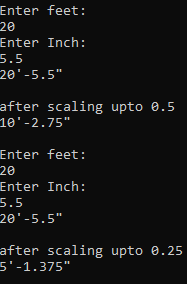 Enter feet:
20
Enter Inch:
5.5
20'-5.5"
after scaling upto 0.5
10'-2.75"
Enter feet:
20
Enter Inch:
5.5
20'-5.5"
after scaling upto 0.25
5'-1.375"